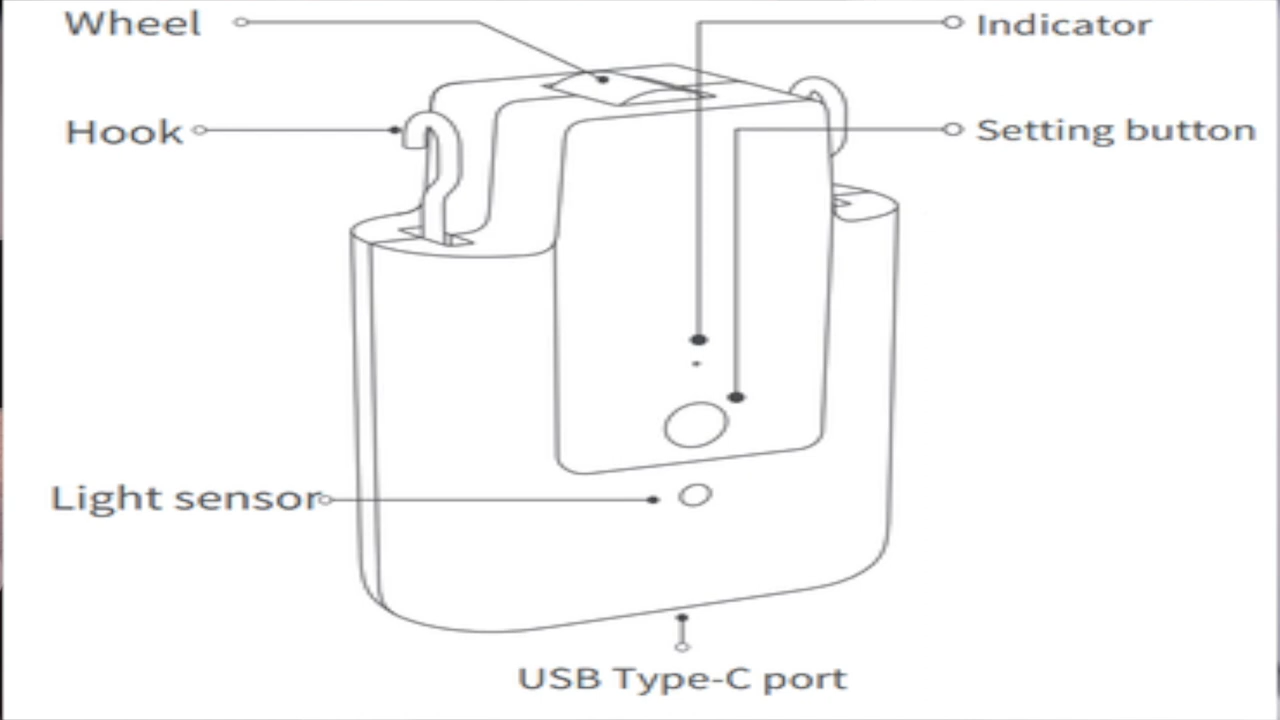 Wheel
Indicator
Hook
Setting button
Light sensor
USB Type-C port